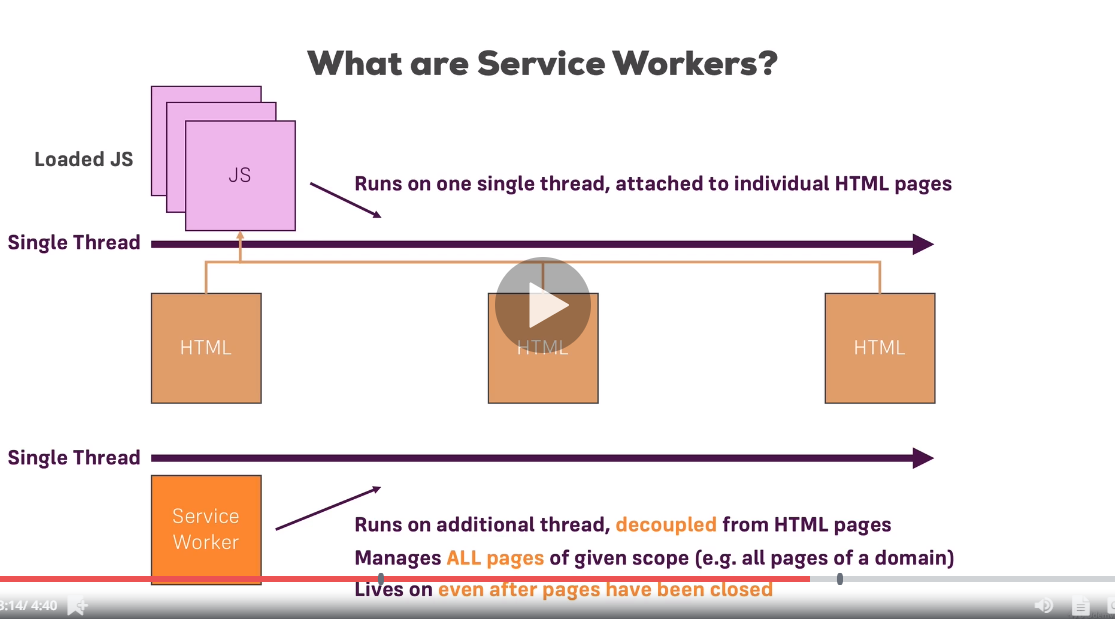 What are Service Workers?
Loaded JS
JS
Runs on one single thread, attached to individual HTML pages
Single Thread
HTML
HTML
HTML
Single Thread
Service
Worker
Runs on additional thread, decoupled from HTML pages
Manages ALL pages of given scope (e.g. all pages of a domain)
Lives on even after pages have been closed
3:14/ 4:40